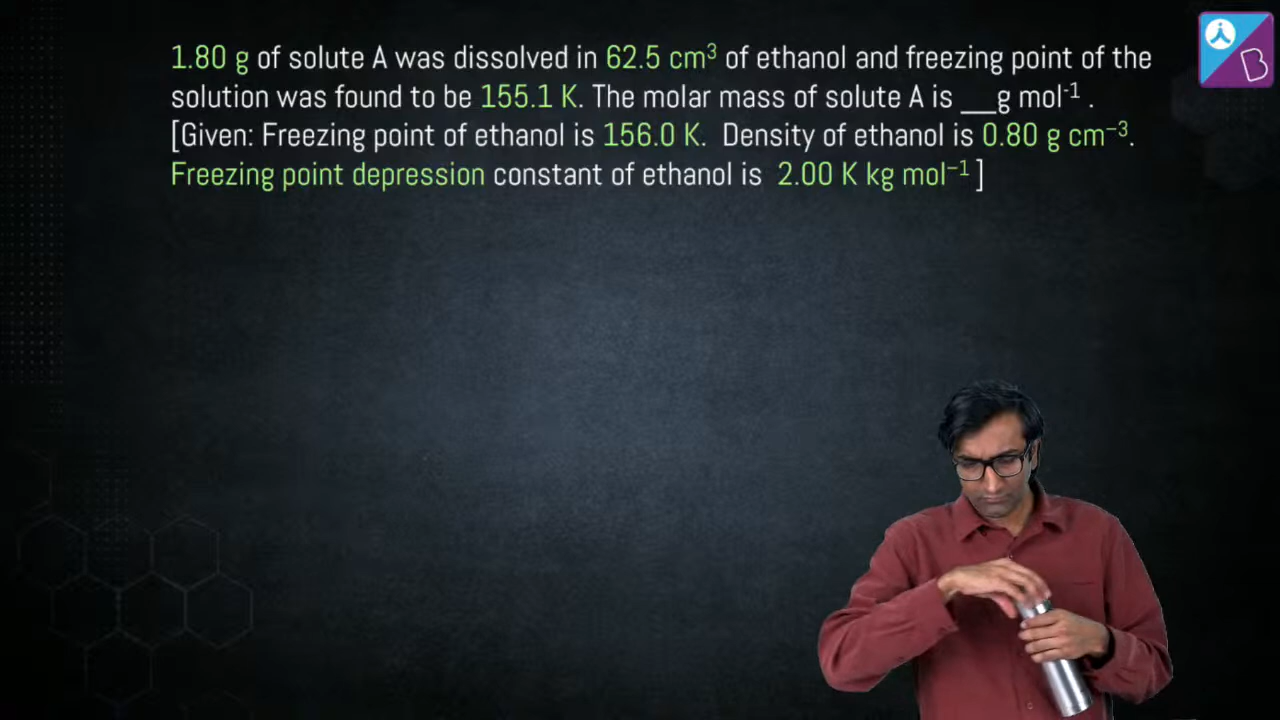 1.80 g of solute A was dissolved in 62.5 cm³ of ethanol and freezing point of the
solution was found to be 155.1 K. The molar mass of solute A is __g mol⁻¹ .
[Given: Freezing point of ethanol is 156.0 K. Density of ethanol is 0.80 g cm⁻³.
Freezing point depression constant of ethanol is 2.00 K kg mol⁻¹ ]
B